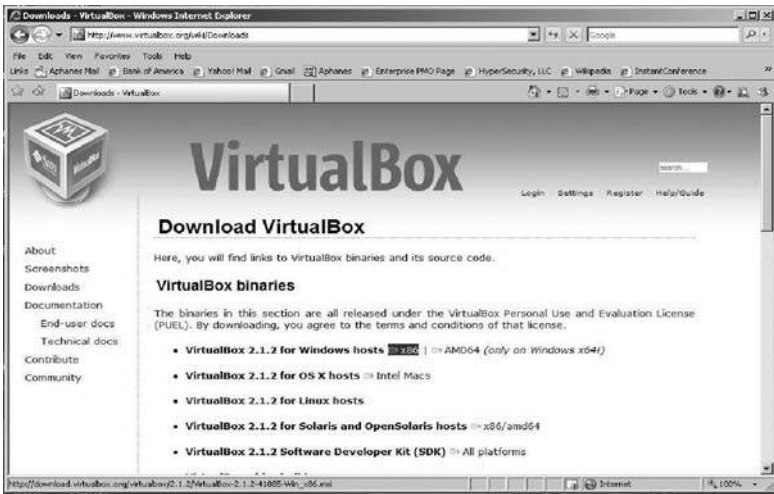 Downloads - VirtualBox - Windows Internet Explorer
http://www.virtualbox.org/wiki/Downloads
Google
File Edit View Favorites Tools Help
Links Aphanes Mail Bank of America Yahoo! Mail Gmail Aphanes Enterprise PMO Page HyperSecurity, LLC Wikipedia InstantConference
Downloads - VirtualBox
Page Tools
Sun
VirtualBox
VirtualBox
search...
Login Settings Register Help/Guide
About
Screenshots
Downloads
Documentation
End-user docs
Technical docs
Contribute
Community
Download VirtualBox
Here, you will find links to VirtualBox binaries and its source code.
VirtualBox binaries
The binaries in this section are all released under the VirtualBox Personal Use and Evaluation License
(PUEL). By downloading, you agree to the terms and conditions of that license.
• VirtualBox 2.1.2 for Windows hosts x86 | AMD64 (only on Windows x64!)
• VirtualBox 2.1.2 for OS X hosts Intel Macs
• VirtualBox 2.1.2 for Linux hosts
• VirtualBox 2.1.2 for Solaris and OpenSolaris hosts x86/amd64
• VirtualBox 2.1.2 Software Developer Kit (SDK) All platforms
http://download.virtualbox.org/virtualbox/2.1.2/VirtualBox-2.1.2-41885-Win_x86.msi
Internet
100%